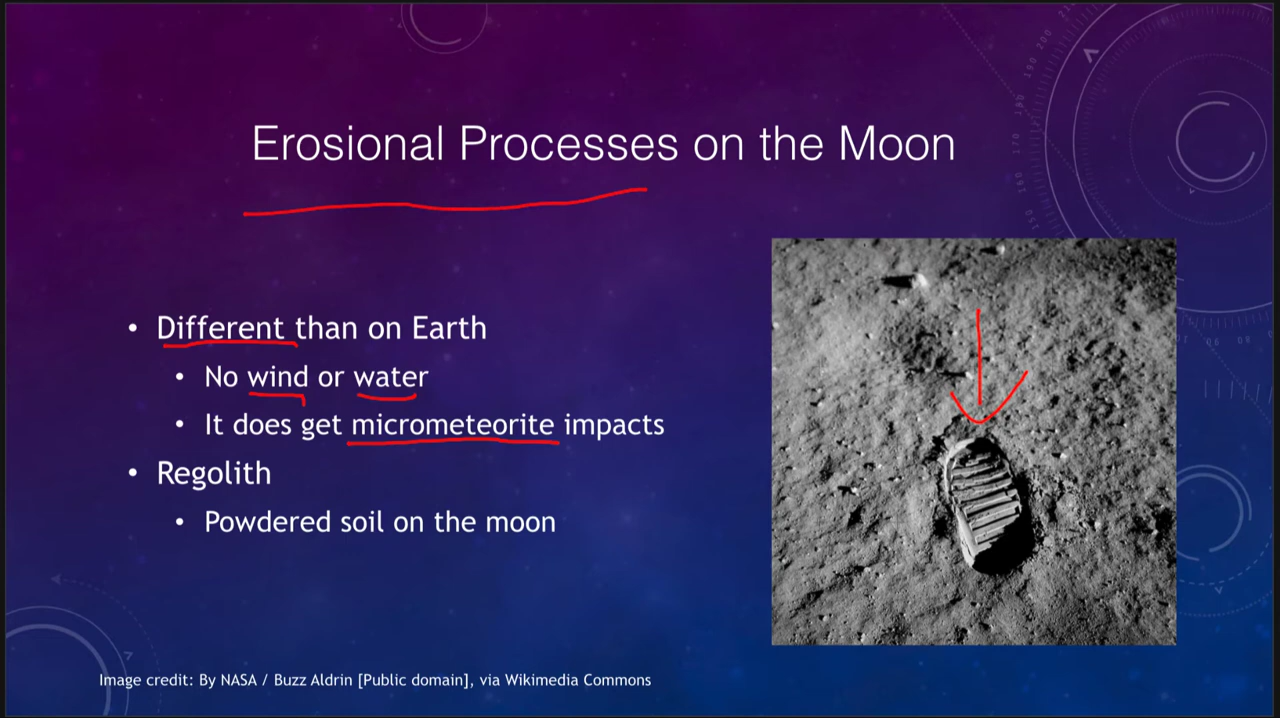 Erosional Processes on the Moon
• Different than on Earth
• No wind or water
• It does get micrometeorite impacts
• Regolith
• Powdered soil on the moon
Image credit: By NASA / Buzz Aldrin [Public domain], via Wikimedia Commons